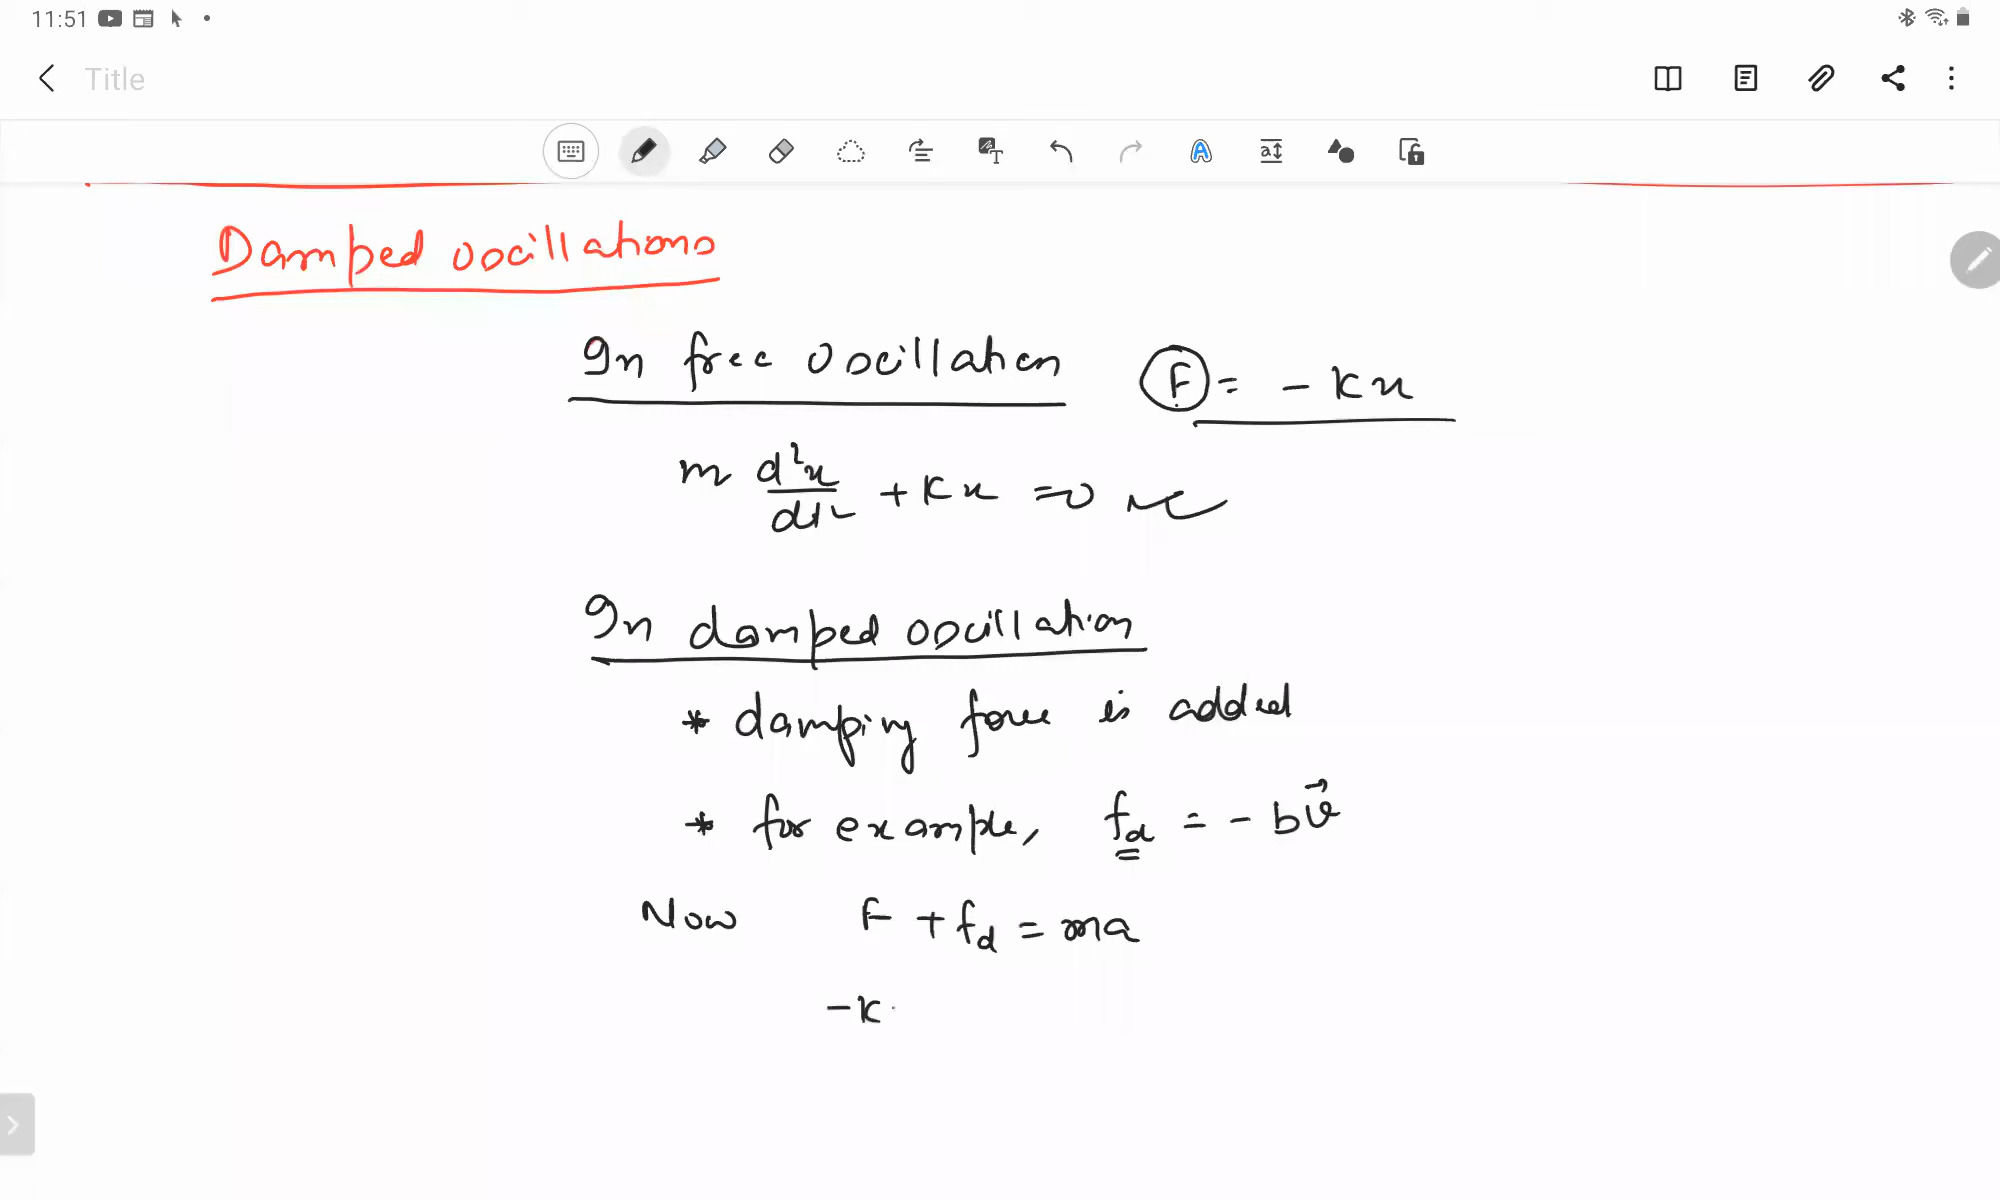 11:51
Title
Damped oscillations
In free oscillation F = - kx
m d²x/dt² + kx = 0
In damped oscillation
* damping force is added
* for example, fd = - bv⃗
Now F + fd = ma
-k